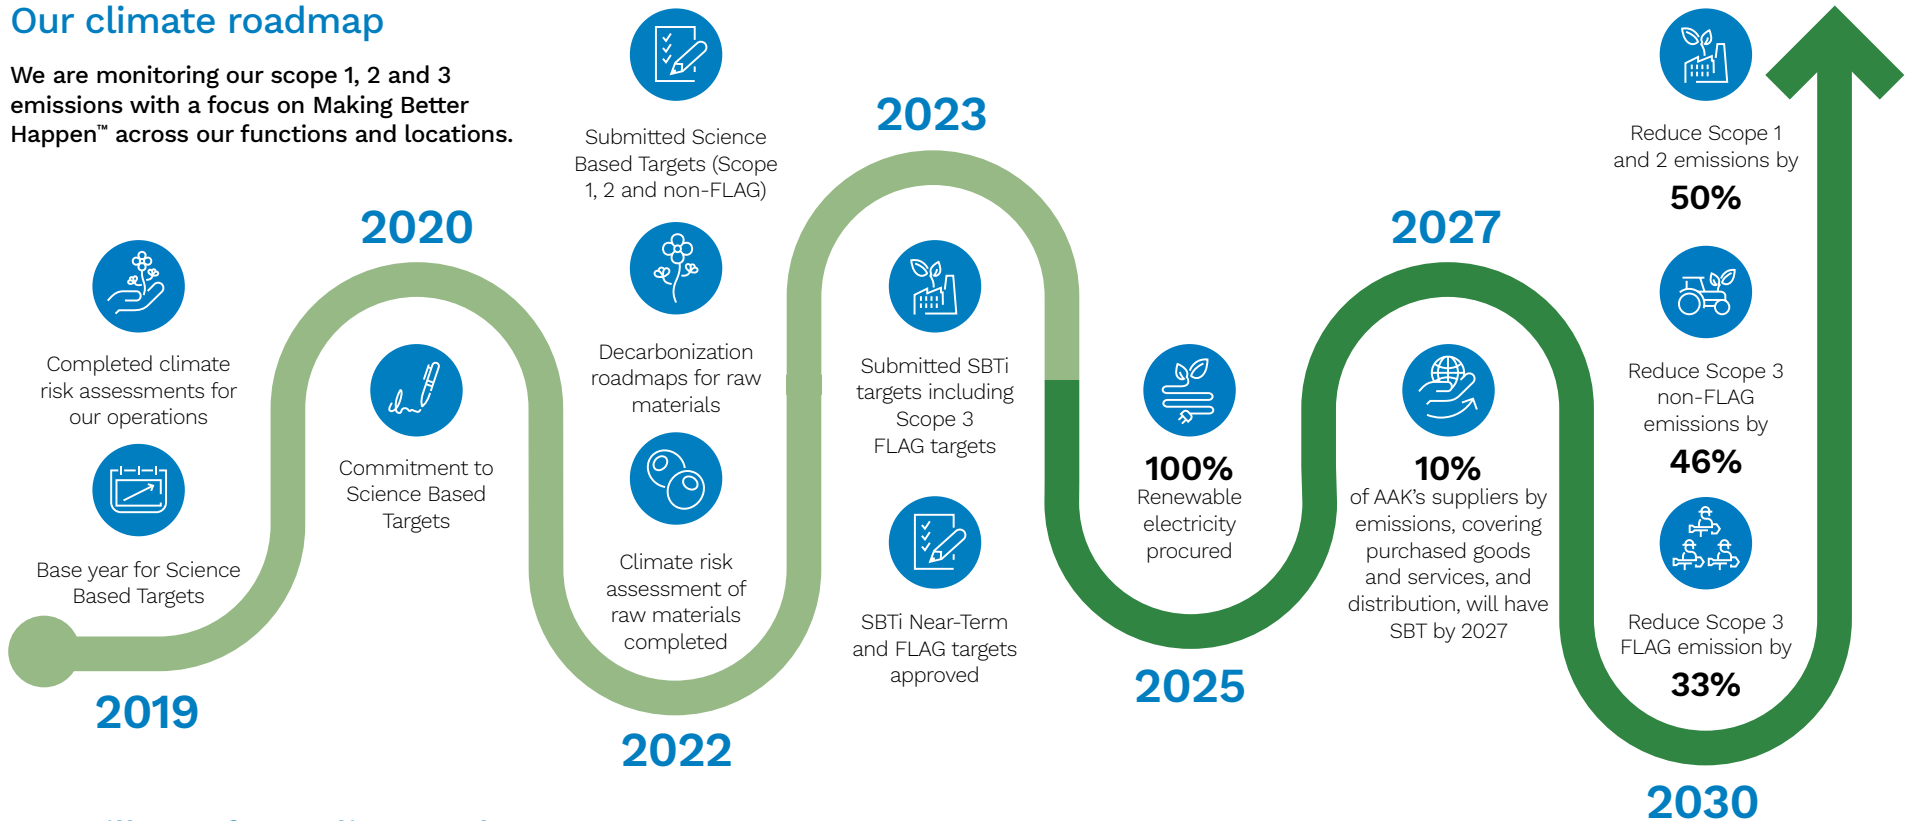 Our climate roadmap
We are monitoring our scope 1, 2 and 3
emissions with a focus on Making Better
Happen™ across our functions and locations.
Completed climate
risk assessments for
our operations
Base year for Science
Based Targets
2019
2020
Commitment to
Science Based
Targets
Submitted Science
Based Targets (Scope
1, 2 and non-FLAG)
Decarbonization
roadmaps for raw
materials
Climate risk
assessment of
raw materials
completed
2022
2023
Submitted SBTi
targets including
Scope 3
FLAG targets
SBTi Near-Term
and FLAG targets
approved
100%
Renewable
electricity
procured
2025
2027
10%
of AAK’s suppliers by
emissions, covering
purchased goods
and services, and
distribution, will have
SBT by 2027
Reduce Scope 1
and 2 emissions by
50%
Reduce Scope 3
non-FLAG
emissions by
46%
Reduce Scope 3
FLAG emission by
33%
2030